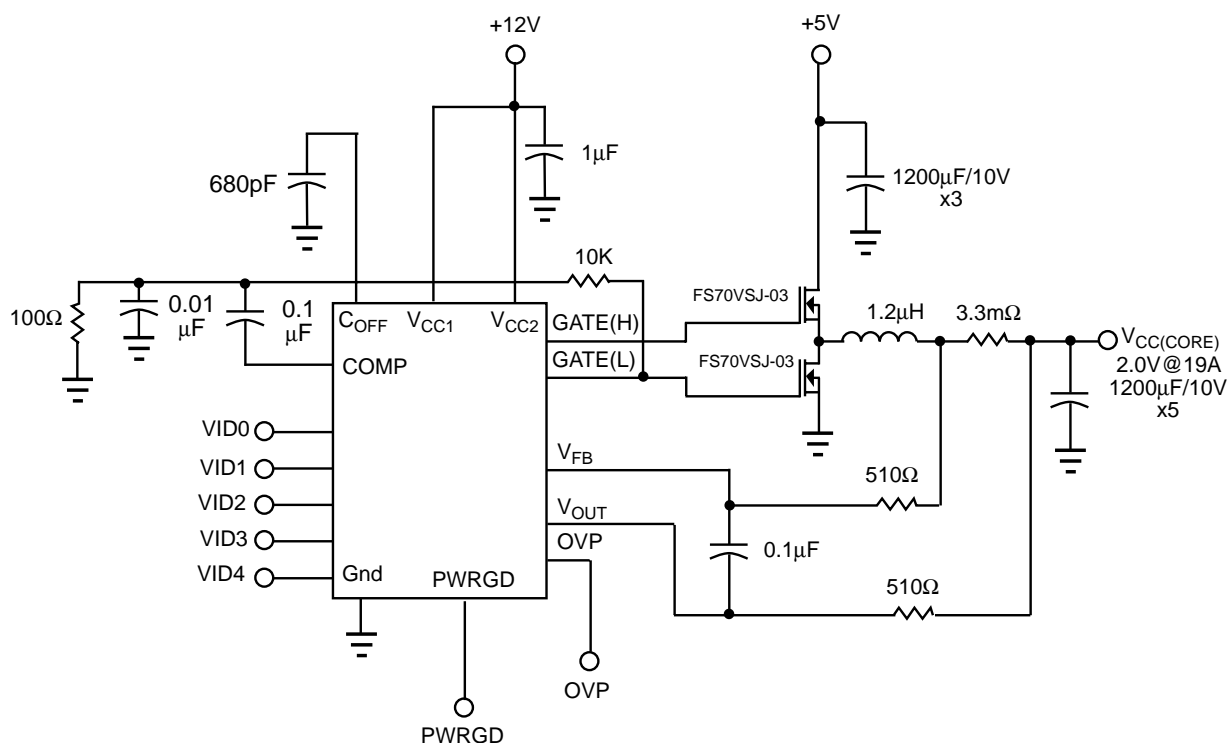 +12V
+5V
1µF
680pF
1200µF/10V
x3
10K
FS70VSJ-03
100Ω
0.01
µF
0.1
µF
C_OFF
V_CC1
V_CC2
GATE(H)
1.2µH
3.3mΩ
V_CC(CORE)
2.0V@19A
1200µF/10V
x5
COMP
GATE(L)
FS70VSJ-03
VID0
VID1
VID2
VID3
VID4
V_FB
510Ω
V_OUT
OVP
0.1µF
Gnd
PWRGD
510Ω
OVP
PWRGD